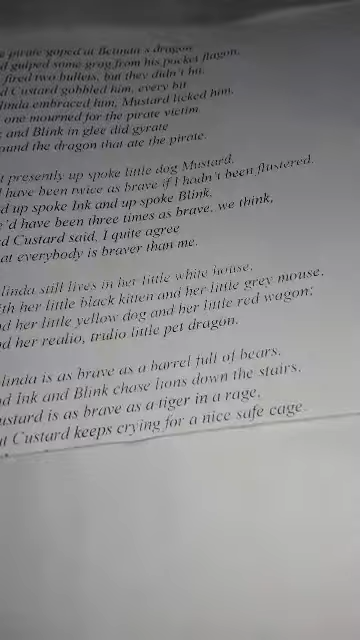 e pirate gaped at Belinda's dragon,
d gulped some grog from his pocket flagon,
fired two bullets, but they didn't hit,
d Custard gobbled him, every bit
linda embraced him, Mustard licked him,
one mourned for the pirate victim
k and Blink in glee did gyrate
ound the dragon that ate the pirate.
t presently up spoke little dog Mustard,
l have been twice as brave if I hadn't been flustered.
d up spoke Ink and up spoke Blink,
e'd have been three times as brave, we think,
d Custard said, I quite agree
at everybody is braver than me.
linda still lives in her little white house,
ith her little black kitten and her little grey mouse,
nd her little yellow dog and her little red wagon;
nd her realio, trulio little pet dragon.
linda is as brave as a barrel full of bears,
nd Ink and Blink chase lions down the stairs,
ustard is as brave as a tiger in a rage,
ut Custard keeps crying for a nice safe cage.